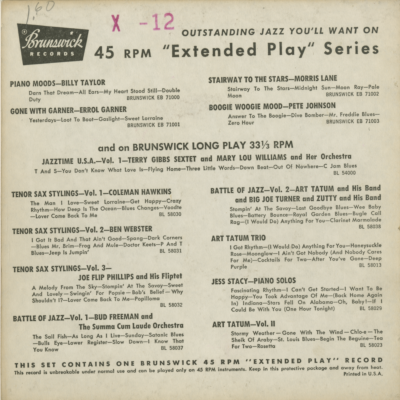 1.60
X -12
Brunswick
RECORDS
OUTSTANDING JAZZ YOU'LL WANT ON
45 RPM "Extended Play" Series
PIANO MOODS—BILLY TAYLOR
Darn That Dream—All Ears—My Heart Stood Still—Double
Duty BRUNSWICK EB 71000
GONE WITH GARNER—ERROL GARNER
Yesterdays—Lost To Beat—Gaslight—Sweet Lorraine
BRUNSWICK EB 71001
STAIRWAY TO THE STARS—MORRIS LANE
Stairway To The Stars—Midnight Sun—Moon Ray—Pale
Moon BRUNSWICK EB 71002
BOOGIE WOOGIE MOOD—PETE JOHNSON
Answer To The Boogie—Dive Bomber—Mr. Freddie Blues—
Zero Hour BRUNSWICK EB 71003
and on BRUNSWICK LONG PLAY 33⅓ RPM
JAZZTIME U.S.A.—Vol. 1—TERRY GIBBS SEXTET and MARY LOU WILLIAMS and Her Orchestra
T And S—You Don't Know What Love Is—Flying Home—Three Little Words—Down Beat—Out Of Nowhere—C Jam Blues
BL 54000
TENOR SAX STYLINGS—Vol. 1—COLEMAN HAWKINS
The Man I Love—Sweet Lorraine—Get Happy—Crazy
Rhythm—How Deep Is The Ocean—Blues Changes—Vaudite
—Lover Come Back To Me BL 58030
TENOR SAX STYLINGS—Vol. 2—BEN WEBSTER
I Got It Bad And That Ain't Good—Spang—Dark Corners
—Blues Mr. Brim—Frog And Mule—Doctor Keets—P And T
Blues—Jeep Is Jumpin' BL 58031
TENOR SAX STYLINGS—Vol. 3—
JOE FLIP PHILLIPS and His Fliptet
A Melody From The Sky—Stompin' At The Savoy—Sweet
And Lovely—Swingin' For Popsie—Bob's Belief—Why
Shouldn't I?—Lover Come Back To Me—Papilloma
BL 58032
BATTLE OF JAZZ—Vol. 1—BUD FREEMAN and
The Summa Cum Laude Orchestra
The Sail Fish—As Long As I Live—Sunday—Satanic Blues
—Bulls Eye—Lower Register—Slow Down—I Know That
You Know BL 58037
BATTLE OF JAZZ—Vol. 2—ART TATUM and His Band
and BIG JOE TURNER and ZUTTY and His Band
Stompin' At The Savoy—Last Goodbye Blues—Wee Baby
Blues—Battery Bounce—Royal Garden Blues—Bugle Call
Rag—(I Would Do) Anything For You—Clarinet Marmalade
BL 58038
ART TATUM TRIO
I Got Rhythm—(I Would Do) Anything For You—Honeysuckle
Rose—Moonglow—I Ain't Got Nobody (And Nobody Cares
For Me)—Cocktails For Two—After You've Gone—Deep
Purple BL 58013
JESS STACY—PIANO SOLOS
Fascinating Rhythm—I Can't Get Started—I Want To Be
Happy—You Took Advantage Of Me—(Back Home Again
In) Indiana—Stars Fell On Alabama—Oh, Baby!—If I
Could Be With You (One Hour Tonight) BL 58029
ART TATUM—Vol. II
Stormy Weather—Gone With The Wind—Chlo-e—The
Sheik Of Araby—St. Louis Blues—Begin The Beguine—Tea
For Two—Rosetta BL 58023
THIS SET CONTAINS ONE BRUNSWICK 45 RPM "EXTENDED PLAY" RECORD
This record is unbreakable under normal use and can be played only on 45 RPM instruments. Keep in this protective package and away from heat.
Printed in U.S.A.